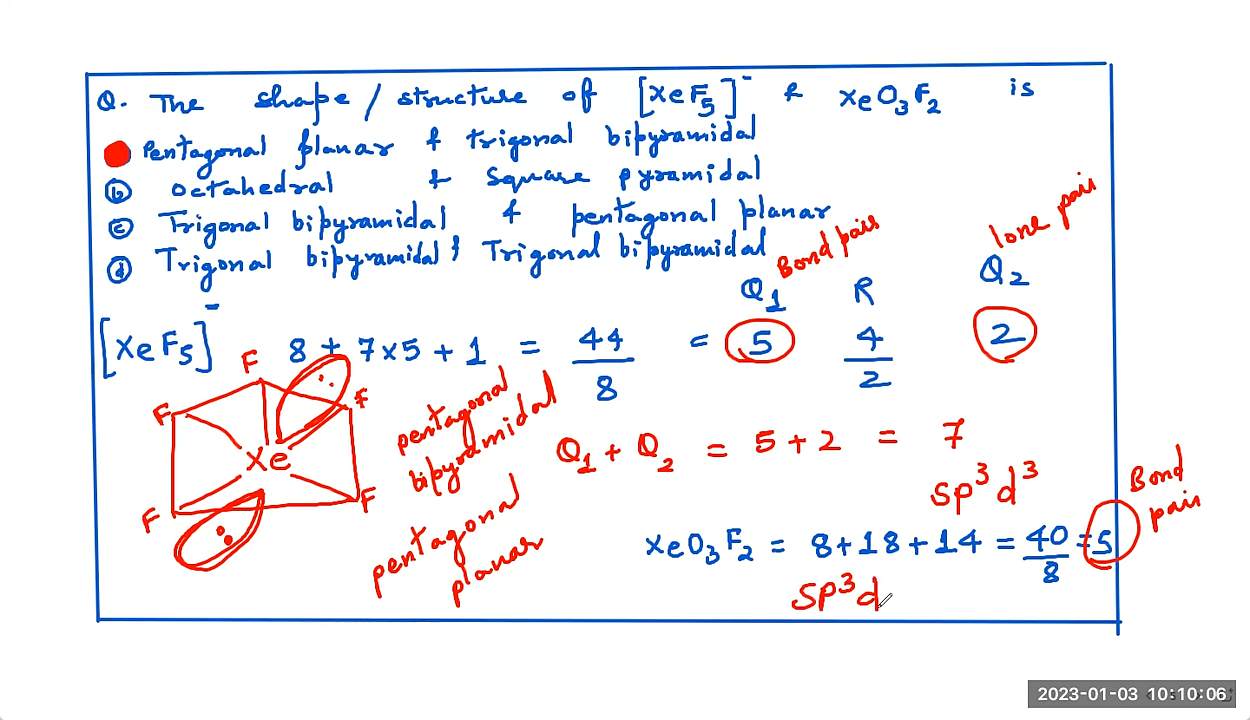 Q. The shape / structure of [XeF₅]⁻ & XeO₃F₂ is
Pentagonal planar & trigonal bipyramidal
(b) octahedral & square pyramidal
(c) Trigonal bipyramidal & pentagonal planar
(d) Trigonal bipyramidal & Trigonal bipyramidal
Bond pairs
lone pair
Q₁ R Q₂
[XeF₅]⁻ 8 + 7×5 + 1 = 44/8 = 5 4/2 2
F
F
F
Xe
F
F
pentagonal bipyramidal
pentagonal planar
Q₁ + Q₂ = 5 + 2 = 7
sp³d³
Bond pair
XeO₃F₂ = 8+18+14 = 40/8 = 5
sp³d
2023-01-03 10:10:06